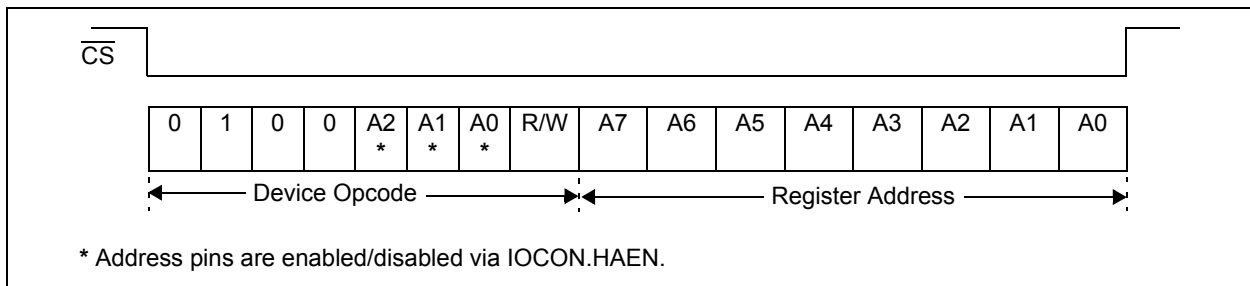 CS
0 1 0 0 A2 A1 A0 R/W A7 A6 A5 A4 A3 A2 A1 A0
* * *
Device Opcode Register Address
* Address pins are enabled/disabled via IOCON.HAEN.